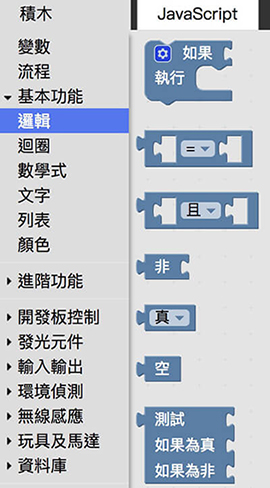 積木
JavaScript
變數
流程
基本功能
邏輯
迴圈
數學式
文字
列表
顏色
進階功能
開發板控制
發光元件
輸入輸出
環境偵測
無線感應
玩具及馬達
資料庫
如果
執行
=
且
非
真
空
測試
如果為真
如果為非